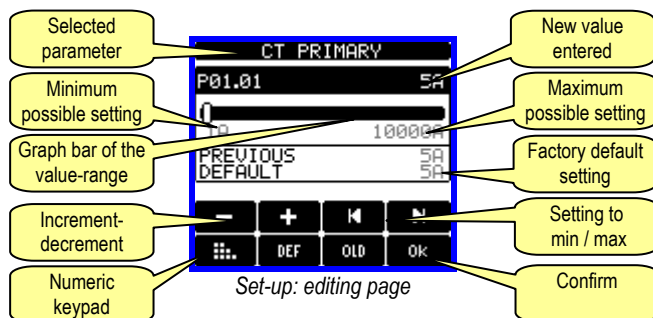 Selected
parameter
New value
entered
CT PRIMARY
P01.01 5A
Minimum
possible setting
Maximum
possible setting
1A 10000A
Graph bar of the
value-range
PREVIOUS 5A
DEFAULT 5A
Factory default
setting
Increment-
decrement
− +
Setting to
min / max
DEF OLD Ok
Numeric
keypad
Confirm
Set-up: editing page